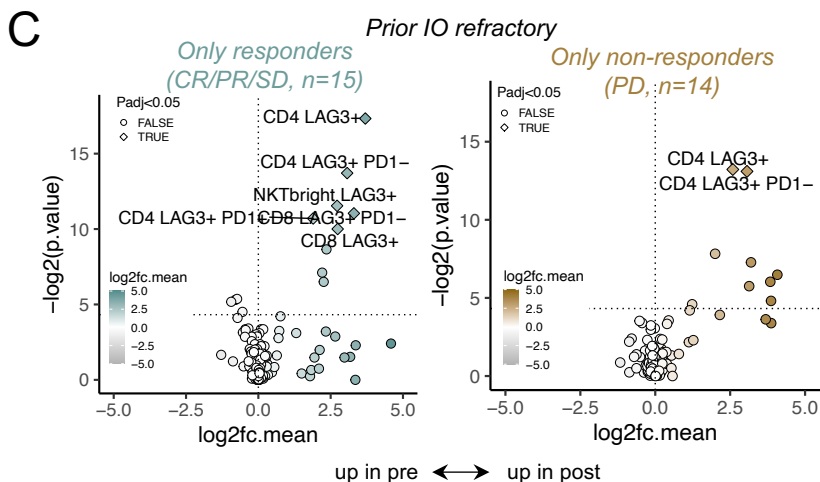 C
Prior IO refractory
Only responders
(CR/PR/SD, n=15)
Padj<0.05
FALSE
TRUE
CD4 LAG3+
CD4 LAG3+ PD1−
NKTbright LAG3+
CD4 LAG3+ PD1
CD8 LAG3+ PD1−
CD8 LAG3+
log2fc.mean
5.0
2.5
0.0
−2.5
−5.0
−log2(p.value)
15
10
5
0
−5.0
−2.5
0.0
2.5
5.0
log2fc.mean
Only non-responders
(PD, n=14)
Padj<0.05
FALSE
TRUE
CD4 LAG3+
CD4 LAG3+ PD1−
log2fc.mean
5.0
2.5
0.0
−2.5
−5.0
−log2(p.value)
15
10
5
0
−5.0
−2.5
0.0
2.5
5.0
log2fc.mean
up in pre
up in post